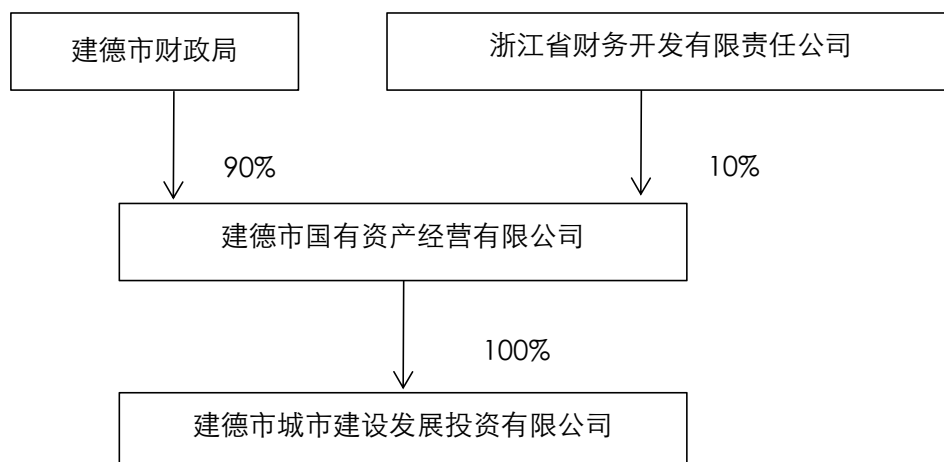 建德市财政局
浙江省财务开发有限责任公司
90%
10%
建德市国有资产经营有限公司
100%
建德市城市建设发展投资有限公司